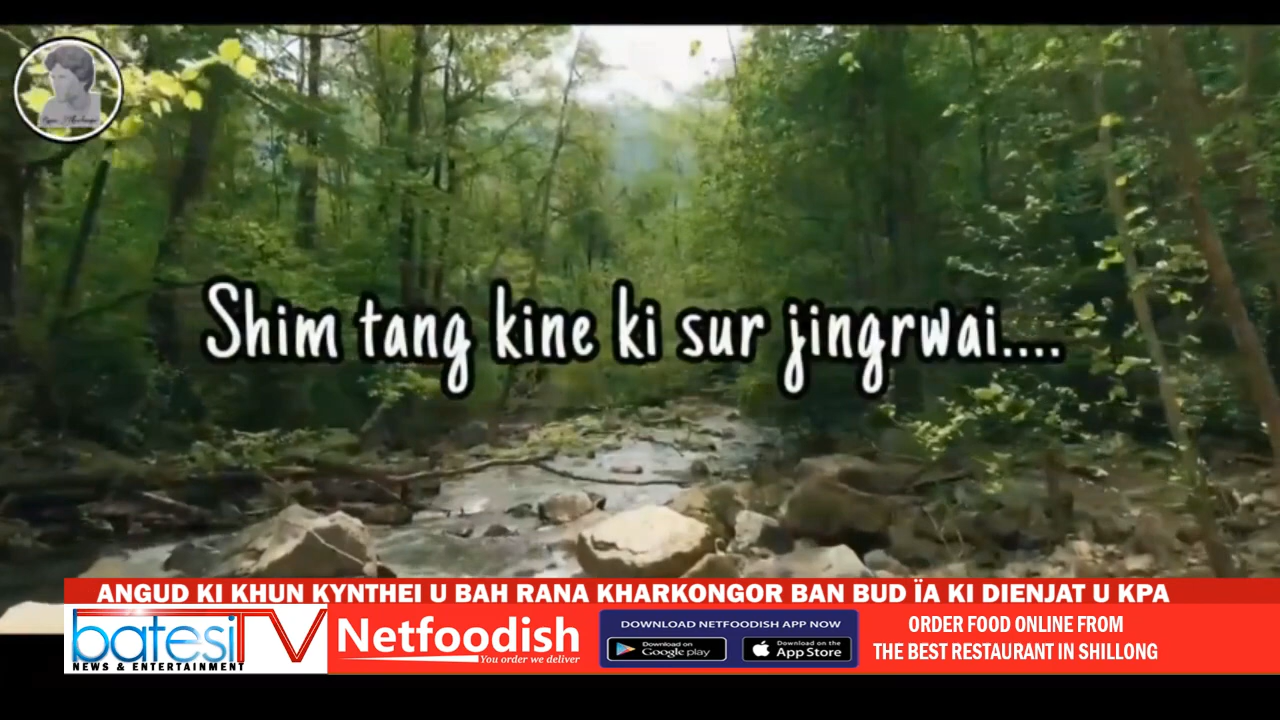 Shim tang kine ki sur jingrwai....
ANGUD KI KHUN KYNTHEI U BAH RANA KHARKONGOR BAN BUD ÏA KI DIENJAT U KPA
batesi TV
NEWS & ENTERTAINMENT
Netfoodish
You order we deliver
DOWNLOAD NETFOODISH APP NOW
Download on
Google play
Download on the
App Store
ORDER FOOD ONLINE FROM
THE BEST RESTAURANT IN SHILLONG